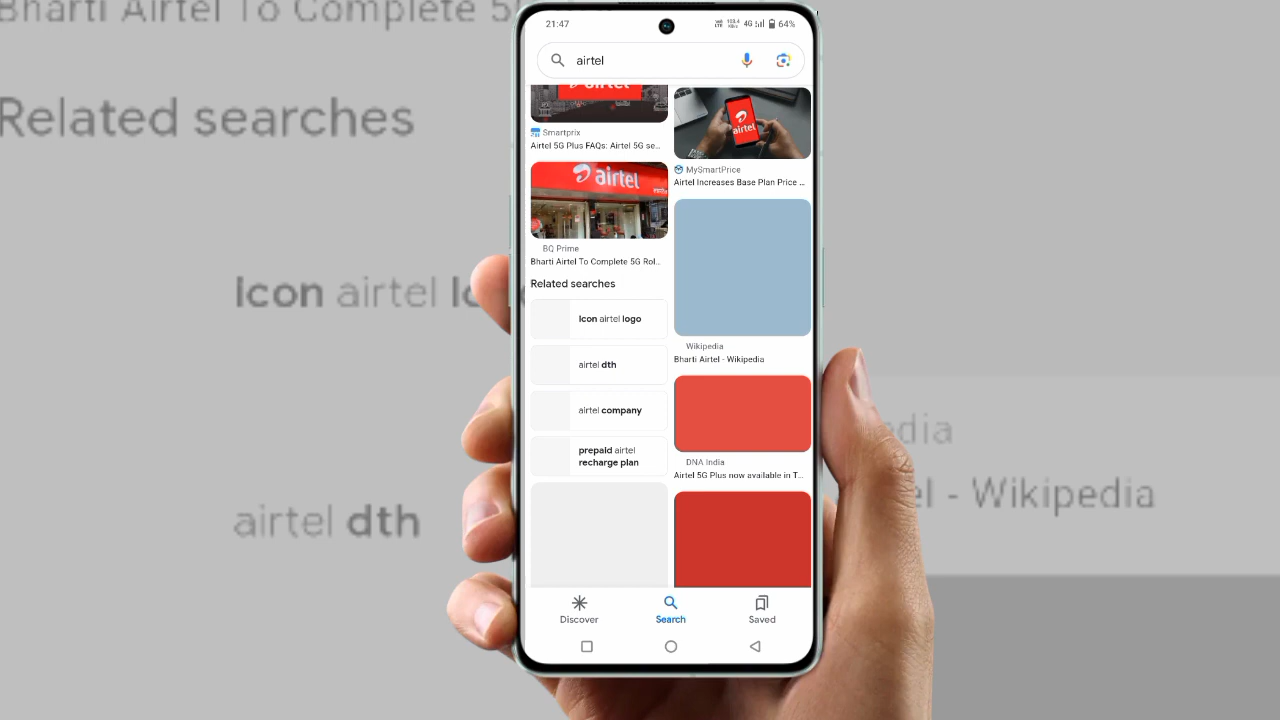 Bharti Airtel To Complete 5
Related searches
Icon airtel lo
airtel dth
edia
el - Wikipedia
21:47
4G
64%
airtel
airtel
Smartprix
Airtel 5G Plus FAQs: Airtel 5G se...
airtel
MySmartPrice
Airtel Increases Base Plan Price ...
airtel
BQ Prime
Bharti Airtel To Complete 5G Rol...
Related searches
Icon airtel logo
airtel dth
airtel company
prepaid airtel
recharge plan
Wikipedia
Bharti Airtel - Wikipedia
DNA India
Airtel 5G Plus now available in T...
Discover
Search
Saved